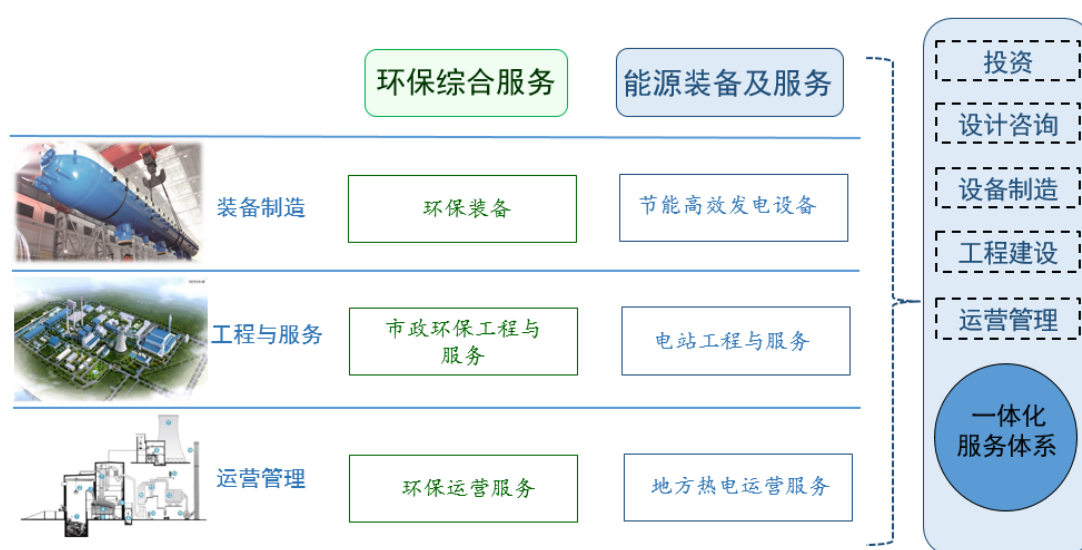 环保综合服务
能源装备及服务
装备制造
环保装备
节能高效发电设备
工程与服务
市政环保工程与
服务
电站工程与服务
运营管理
环保运营服务
地方热电运营服务
投资
设计咨询
设备制造
工程建设
运营管理
一体化
服务体系